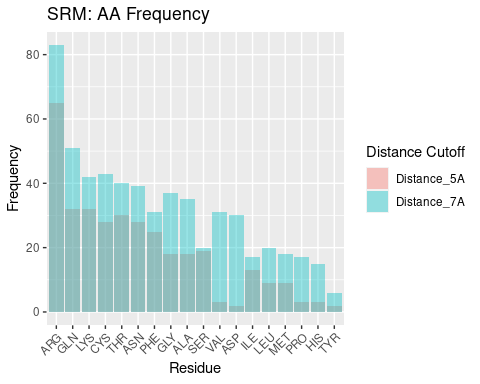 SRM: AA Frequency
Frequency
80
60
40
20
0
ARG GLN LYS CYS THR ASN PHE GLY ALA SER VAL ASP ILE LEU MET PRO HIS TYR
Residue
Distance Cutoff
Distance_5A
Distance_7A